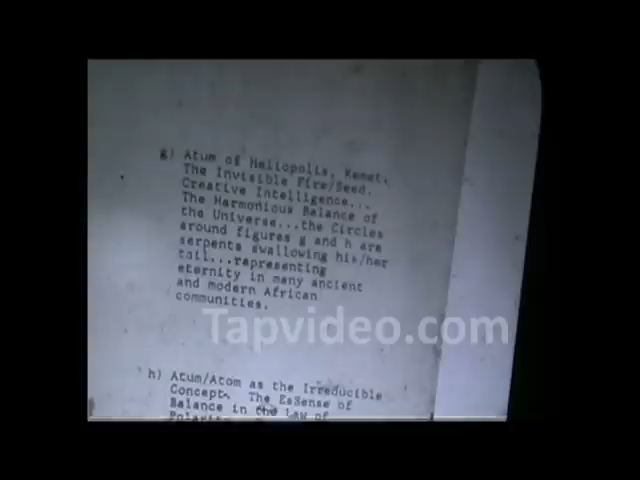 g) Atum of Heliopolis, Kemet.
The Invisible Fire/Seed.
Creative Intelligence...
The Harmonious Balance of
the Universe...the Circles
around figures g and h are
serpents swallowing his/her
tail...representing
eternity in many ancient
and modern African
communities.
Tapvideo.com
h) Atum/Atom as the Irreducible
Concept. The EsSense of
Balance in the Law of
Polarity